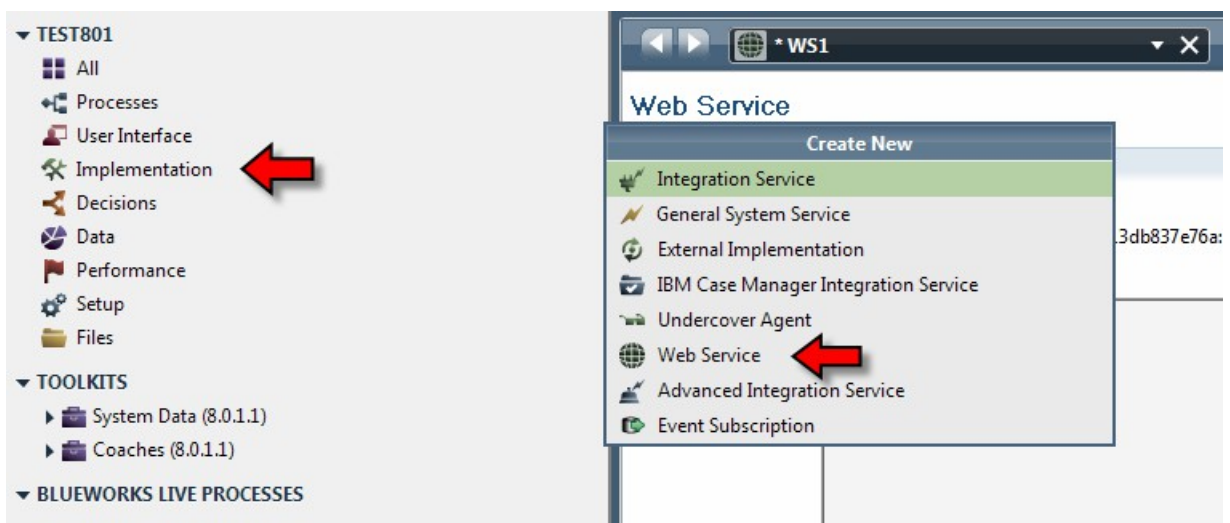 TEST801
All
Processes
User Interface
Implementation
Decisions
Data
Performance
Setup
Files
TOOLKITS
System Data (8.0.1.1)
Coaches (8.0.1.1)
BLUEWORKS LIVE PROCESSES
* WS1
Web Service
Create New
Integration Service
General System Service
External Implementation
IBM Case Manager Integration Service
Undercover Agent
Web Service
Advanced Integration Service
Event Subscription
3db837e76a: